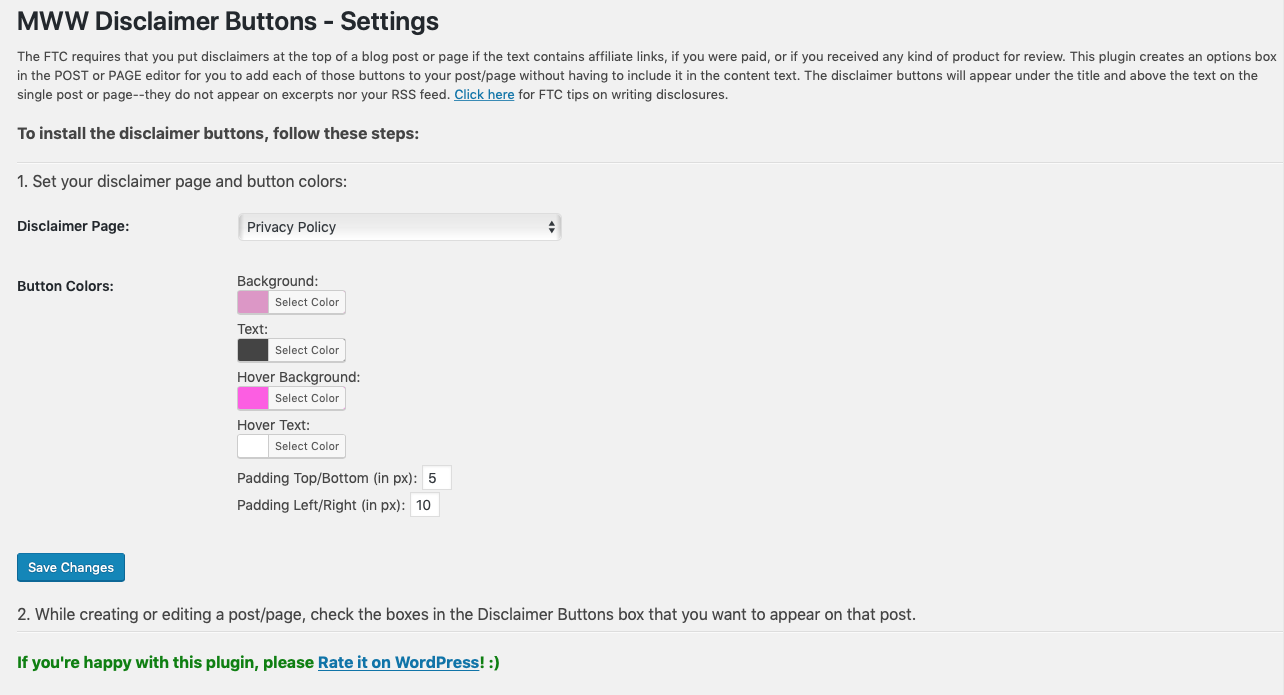 MWW Disclaimer Buttons - Settings
The FTC requires that you put disclaimers at the top of a blog post or page if the text contains affiliate links, if you were paid, or if you received any kind of product for review. This plugin creates an options box
in the POST or PAGE editor for you to add each of those buttons to your post/page without having to include it in the content text. The disclaimer buttons will appear under the title and above the text on the
single post or page--they do not appear on excerpts nor your RSS feed. Click here for FTC tips on writing disclosures.
To install the disclaimer buttons, follow these steps:
1. Set your disclaimer page and button colors:
Disclaimer Page:
Privacy Policy
Button Colors:
Background:
Select Color
Text:
Select Color
Hover Background:
Select Color
Hover Text:
Select Color
Padding Top/Bottom (in px): 5
Padding Left/Right (in px): 10
Save Changes
2. While creating or editing a post/page, check the boxes in the Disclaimer Buttons box that you want to appear on that post.
If you're happy with this plugin, please Rate it on WordPress! :)